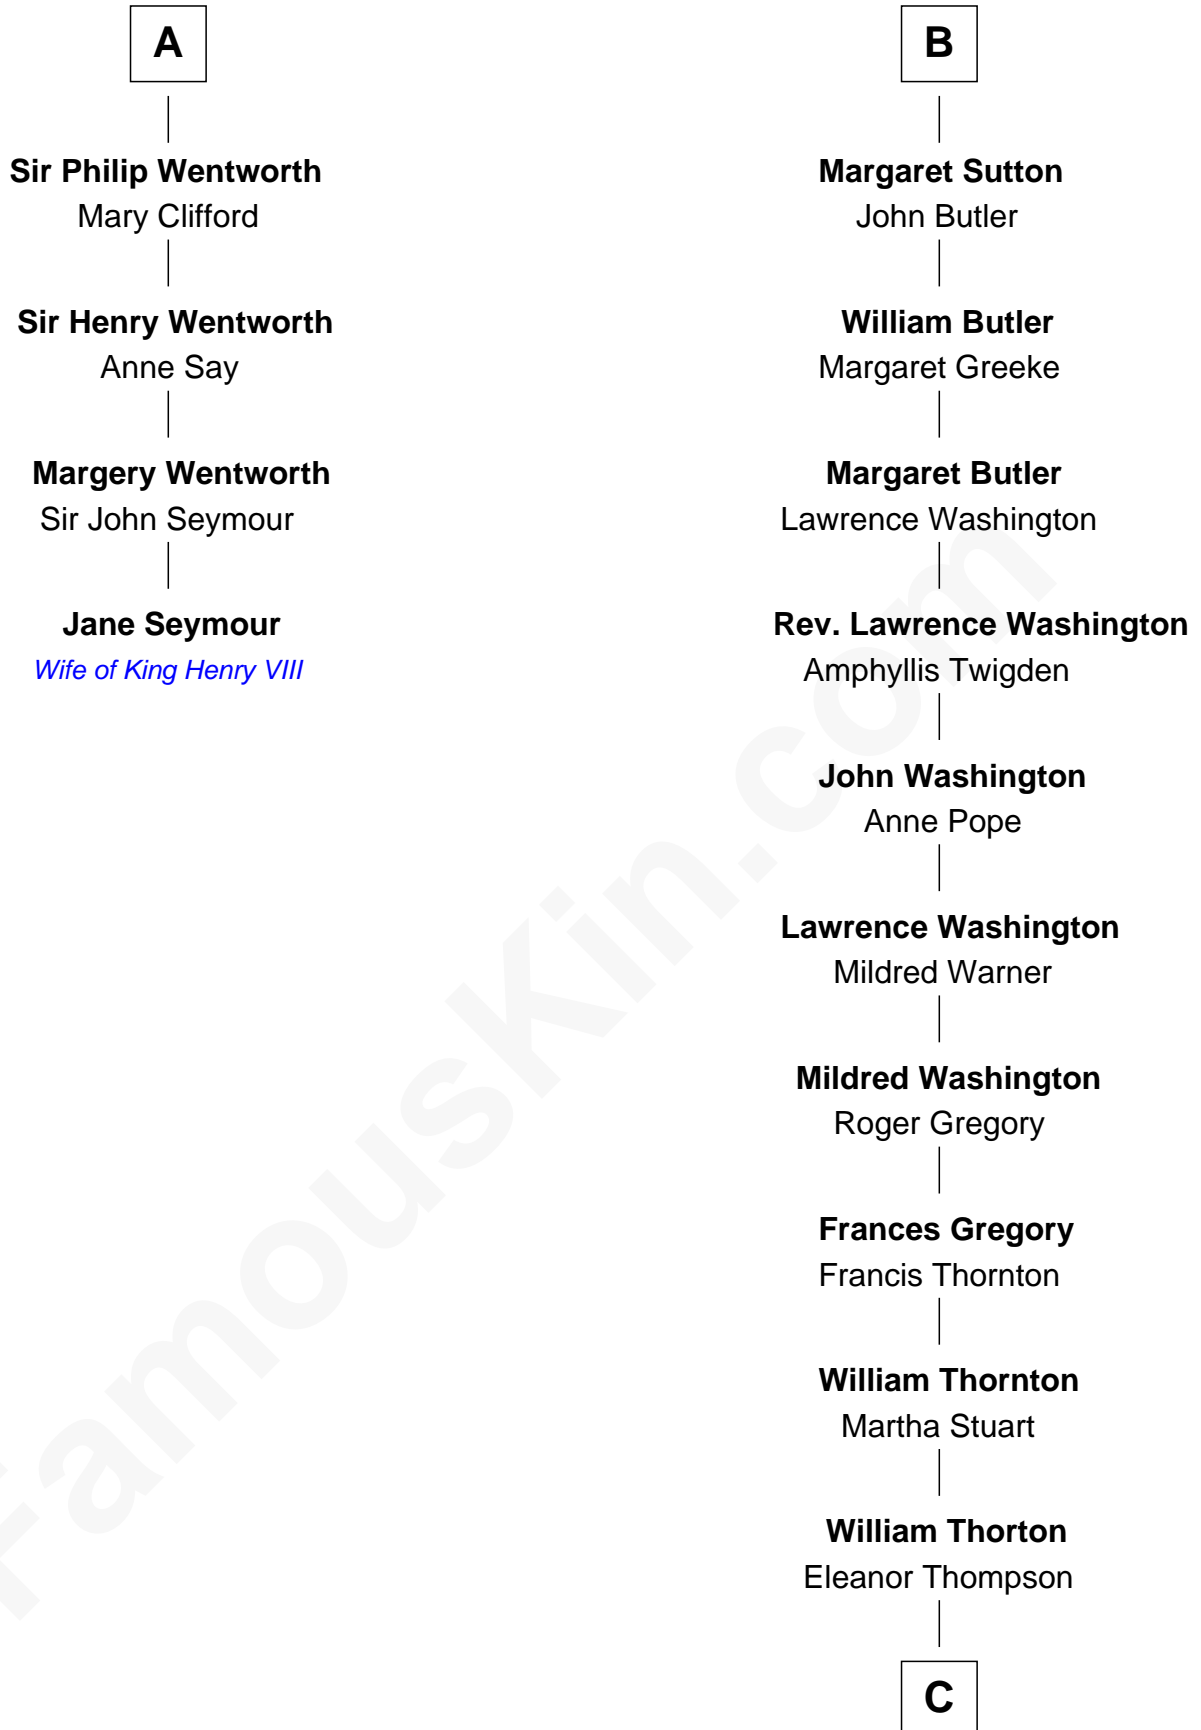 A
Sir Philip Wentworth
Mary Clifford
Sir Henry Wentworth
Anne Say
Margery Wentworth
Sir John Seymour
Jane Seymour
Wife of King Henry VIII
B
Margaret Sutton
John Butler
William Butler
Margaret Greeke
Margaret Butler
Lawrence Washington
Rev. Lawrence Washington
Amphyllis Twigden
John Washington
Anne Pope
Lawrence Washington
Mildred Warner
Mildred Washington
Roger Gregory
Frances Gregory
Francis Thornton
William Thornton
Martha Stuart
William Thorton
Eleanor Thompson
C
FamousKin.com